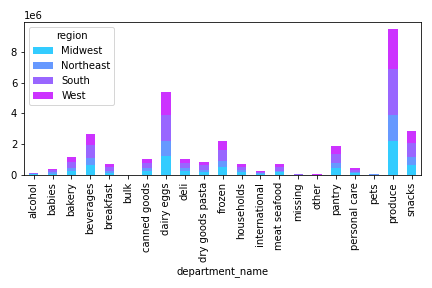 1e6
region
Midwest
Northeast
South
West
8
6
4
2
0
alcohol
babies
bakery
beverages
breakfast
bulk
canned goods
dairy eggs
deli
dry goods pasta
frozen
households
international
meat seafood
missing
other
pantry
personal care
pets
produce
snacks
department_name